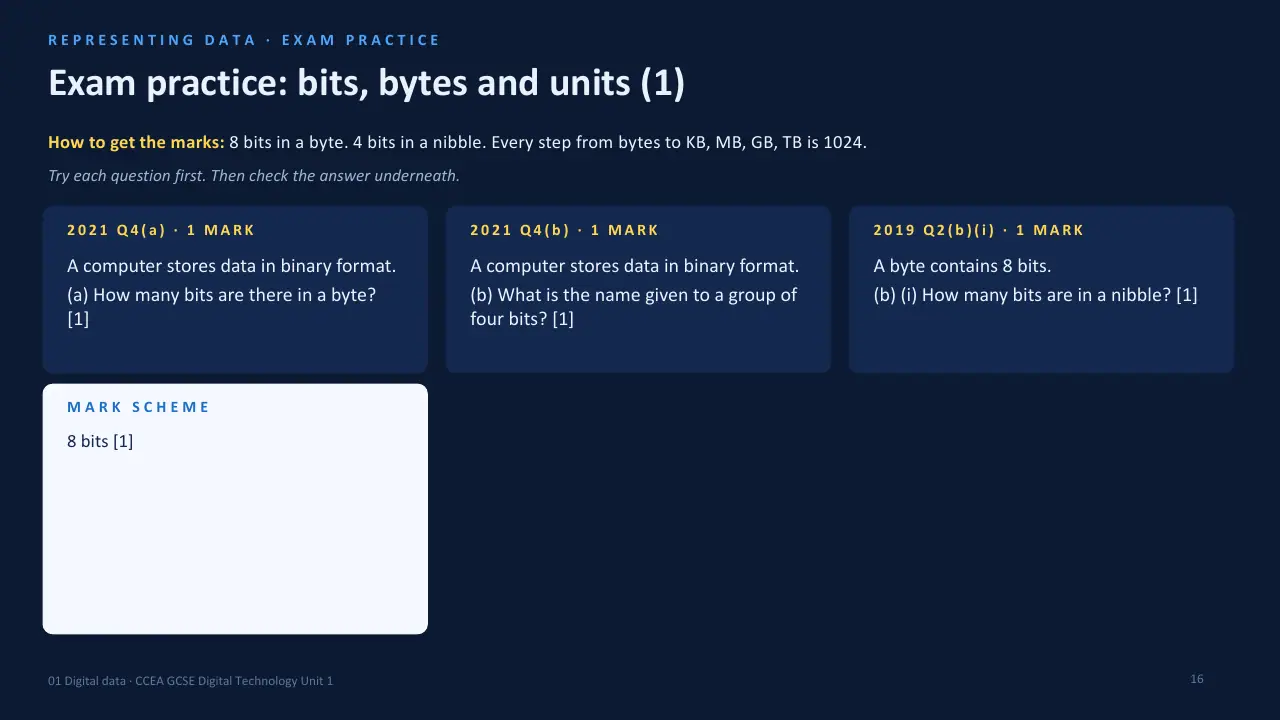 REPRESENTING DATA · EXAM PRACTICE
Exam practice: bits, bytes and units (1)
How to get the marks: 8 bits in a byte. 4 bits in a nibble. Every step from bytes to KB, MB, GB, TB is 1024.
Try each question first. Then check the answer underneath.
2021 Q4(a) · 1 MARK
A computer stores data in binary format.
(a) How many bits are there in a byte?
[1]
2021 Q4(b) · 1 MARK
A computer stores data in binary format.
(b) What is the name given to a group of
four bits? [1]
2019 Q2(b)(i) · 1 MARK
A byte contains 8 bits.
(b) (i) How many bits are in a nibble? [1]
MARK SCHEME
8 bits [1]
01 Digital data · CCEA GCSE Digital Technology Unit 1
16